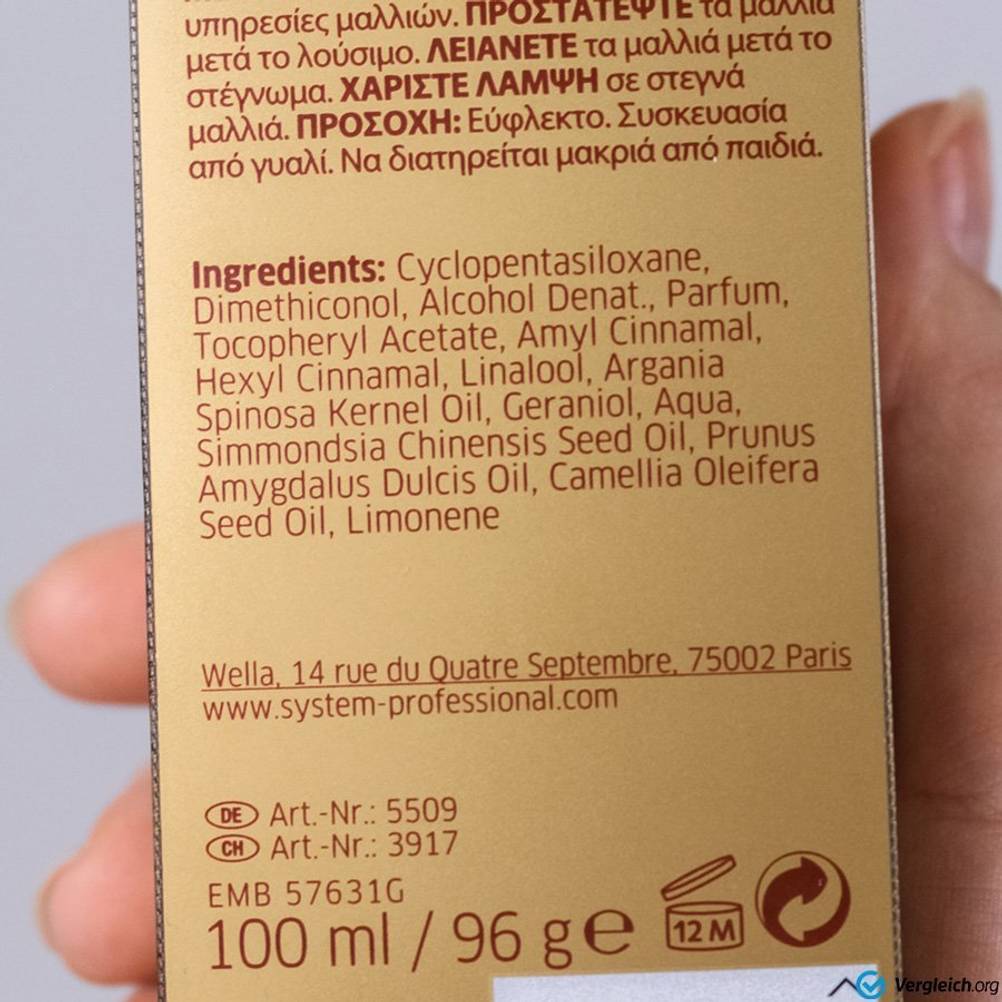 υπηρεσίες μαλλιών. ΠΡΟΣΤΑΤΕΨΤΕ τα μαλλιά
μετά το λούσιμο. ΛΕΙΑΝΕΤΕ τα μαλλιά μετά το
στέγνωμα. ΧΑΡΙΣΤΕ ΛΑΜΨΗ σε στεγνά
μαλλιά. ΠΡΟΣΟΧΗ: Εύφλεκτο. Συσκευασία
από γυαλί. Να διατηρείται μακριά από παιδιά.
Ingredients: Cyclopentasiloxane,
Dimethiconol, Alcohol Denat., Parfum,
Tocopheryl Acetate, Amyl Cinnamal,
Hexyl Cinnamal, Linalool, Argania
Spinosa Kernel Oil, Geraniol, Aqua,
Simmondsia Chinensis Seed Oil, Prunus
Amygdalus Dulcis Oil, Camellia Oleifera
Seed Oil, Limonene
Wella, 14 rue du Quatre Septembre, 75002 Paris
www.system-professional.com
DE Art.-Nr.: 5509
CH Art.-Nr.: 3917
EMB 57631G
100 ml / 96 g e
12 M
Vergleich.org